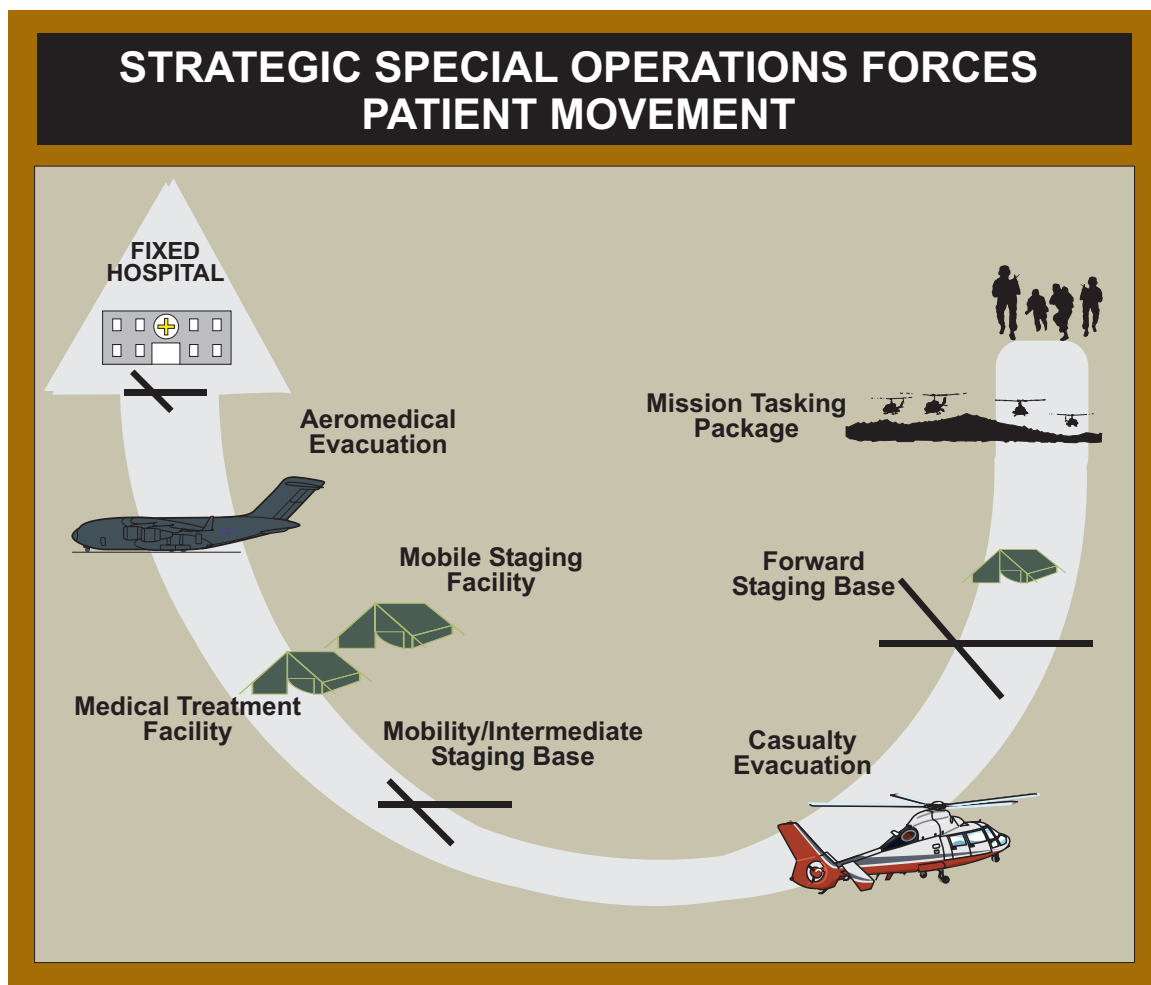 STRATEGIC SPECIAL OPERATIONS FORCES
PATIENT MOVEMENT
FIXED
HOSPITAL
Aeromedical
Evacuation
Mission Tasking
Package
Mobile Staging
Facility
Forward
Staging Base
Medical Treatment
Facility
Mobility/Intermediate
Staging Base
Casualty
Evacuation